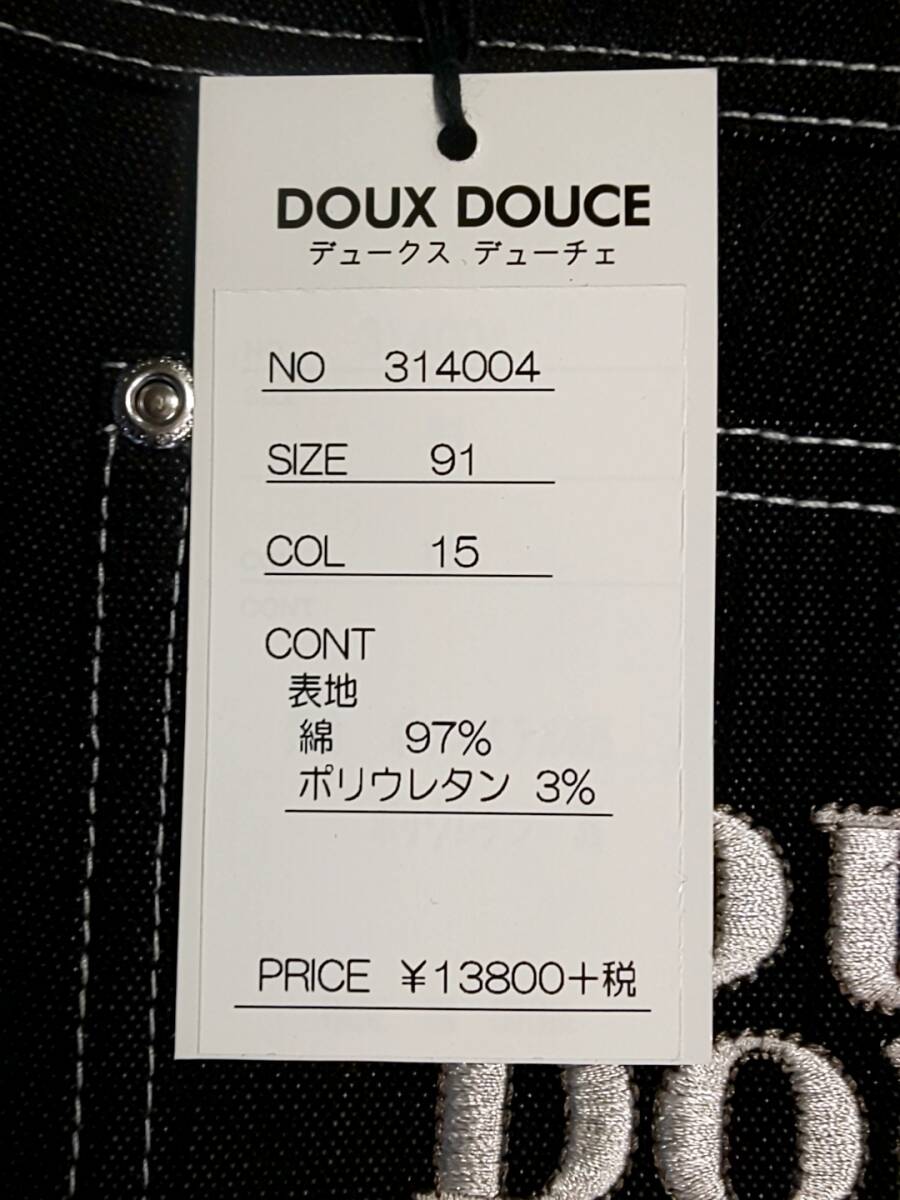 DOUX DOUCE
デュークス デューチェ
NO 314004
SIZE 91
COL 15
CONT
表地
綿 97%
ポリウレタン 3%
PRICE ¥13800+税